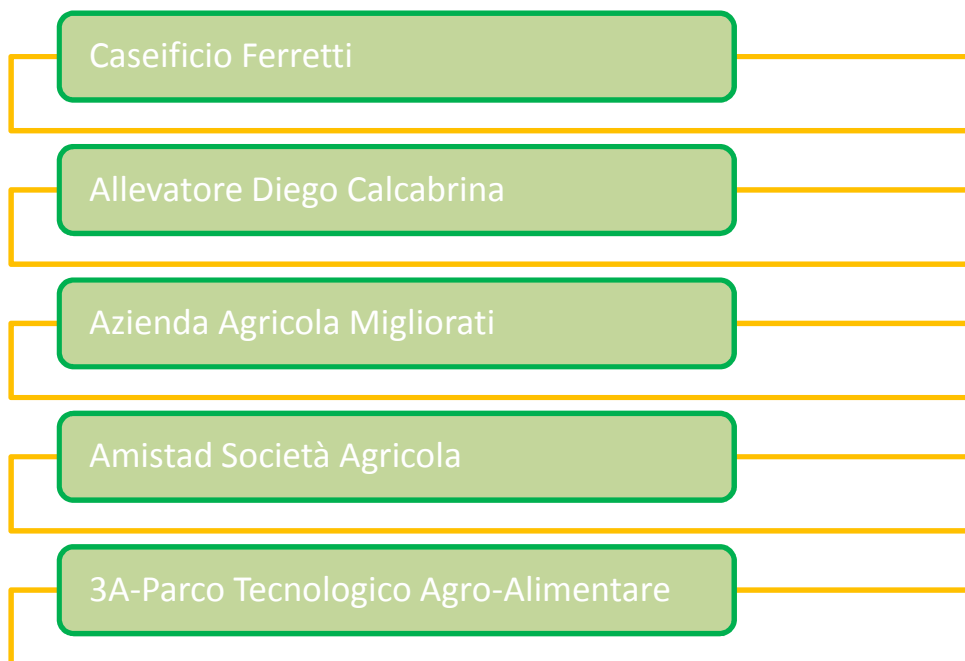 Caseificio Ferretti
Allevatore Diego Calcabrina
Azienda Agricola Migliorati
Amistad Società Agricola
3A-Parco Tecnologico Agro-Alimentare